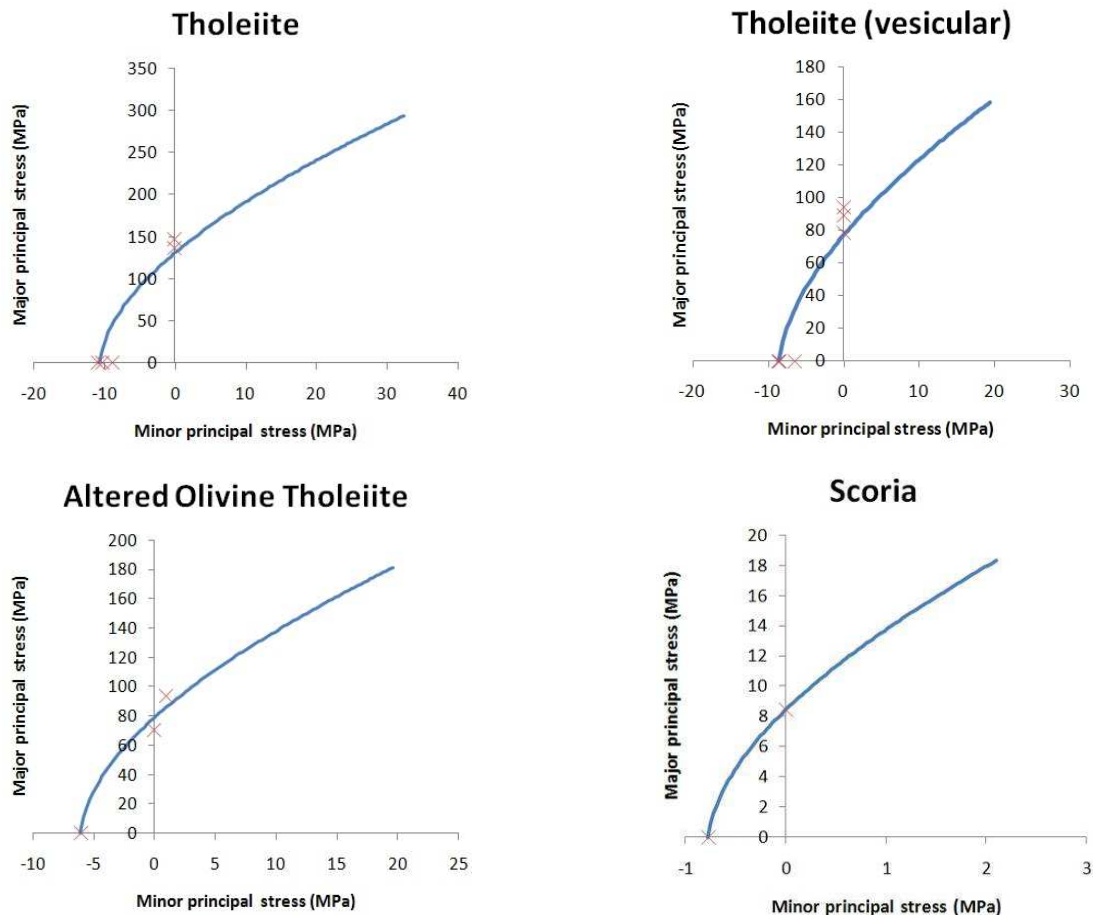 Tholeiite
Major principal stress (MPa)
350
300
250
200
150
100
50
0
-20 -10 0 10 20 30 40
Minor principal stress (MPa)
Tholeiite (vesicular)
Major principal stress (MPa)
180
160
140
120
100
80
60
40
20
0
-20 -10 0 10 20 30
Minor principal stress (MPa)
Altered Olivine Tholeiite
Major principal stress (MPa)
200
180
160
140
120
100
80
60
40
20
0
-10 -5 0 5 10 15 20 25
Minor principal stress (MPa)
Scoria
Major principal stress (MPa)
20
18
16
14
12
10
8
6
4
2
0
-1 0 1 2 3
Minor principal stress (MPa)